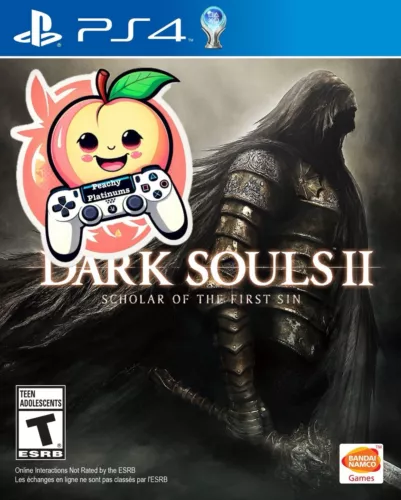 PS4
Peachy
Platinums
DARK SOULS II
SCHOLAR OF THE FIRST SIN
TEEN
ADOLESCENTS
T
ESRB
Online Interactions Not Rated by the ESRB
Les échanges en ligne ne sont pas classés par l'ESRB
BANDAI
NAMCO
Games